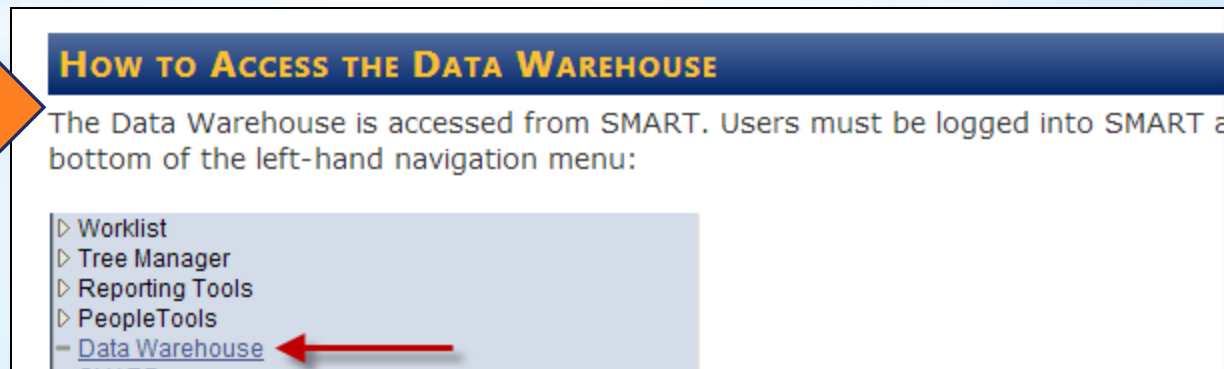 HOW TO ACCESS THE DATA WAREHOUSE
The Data Warehouse is accessed from SMART. Users must be logged into SMART
bottom of the left-hand navigation menu:
Worklist
Tree Manager
Reporting Tools
PeopleTools
Data Warehouse